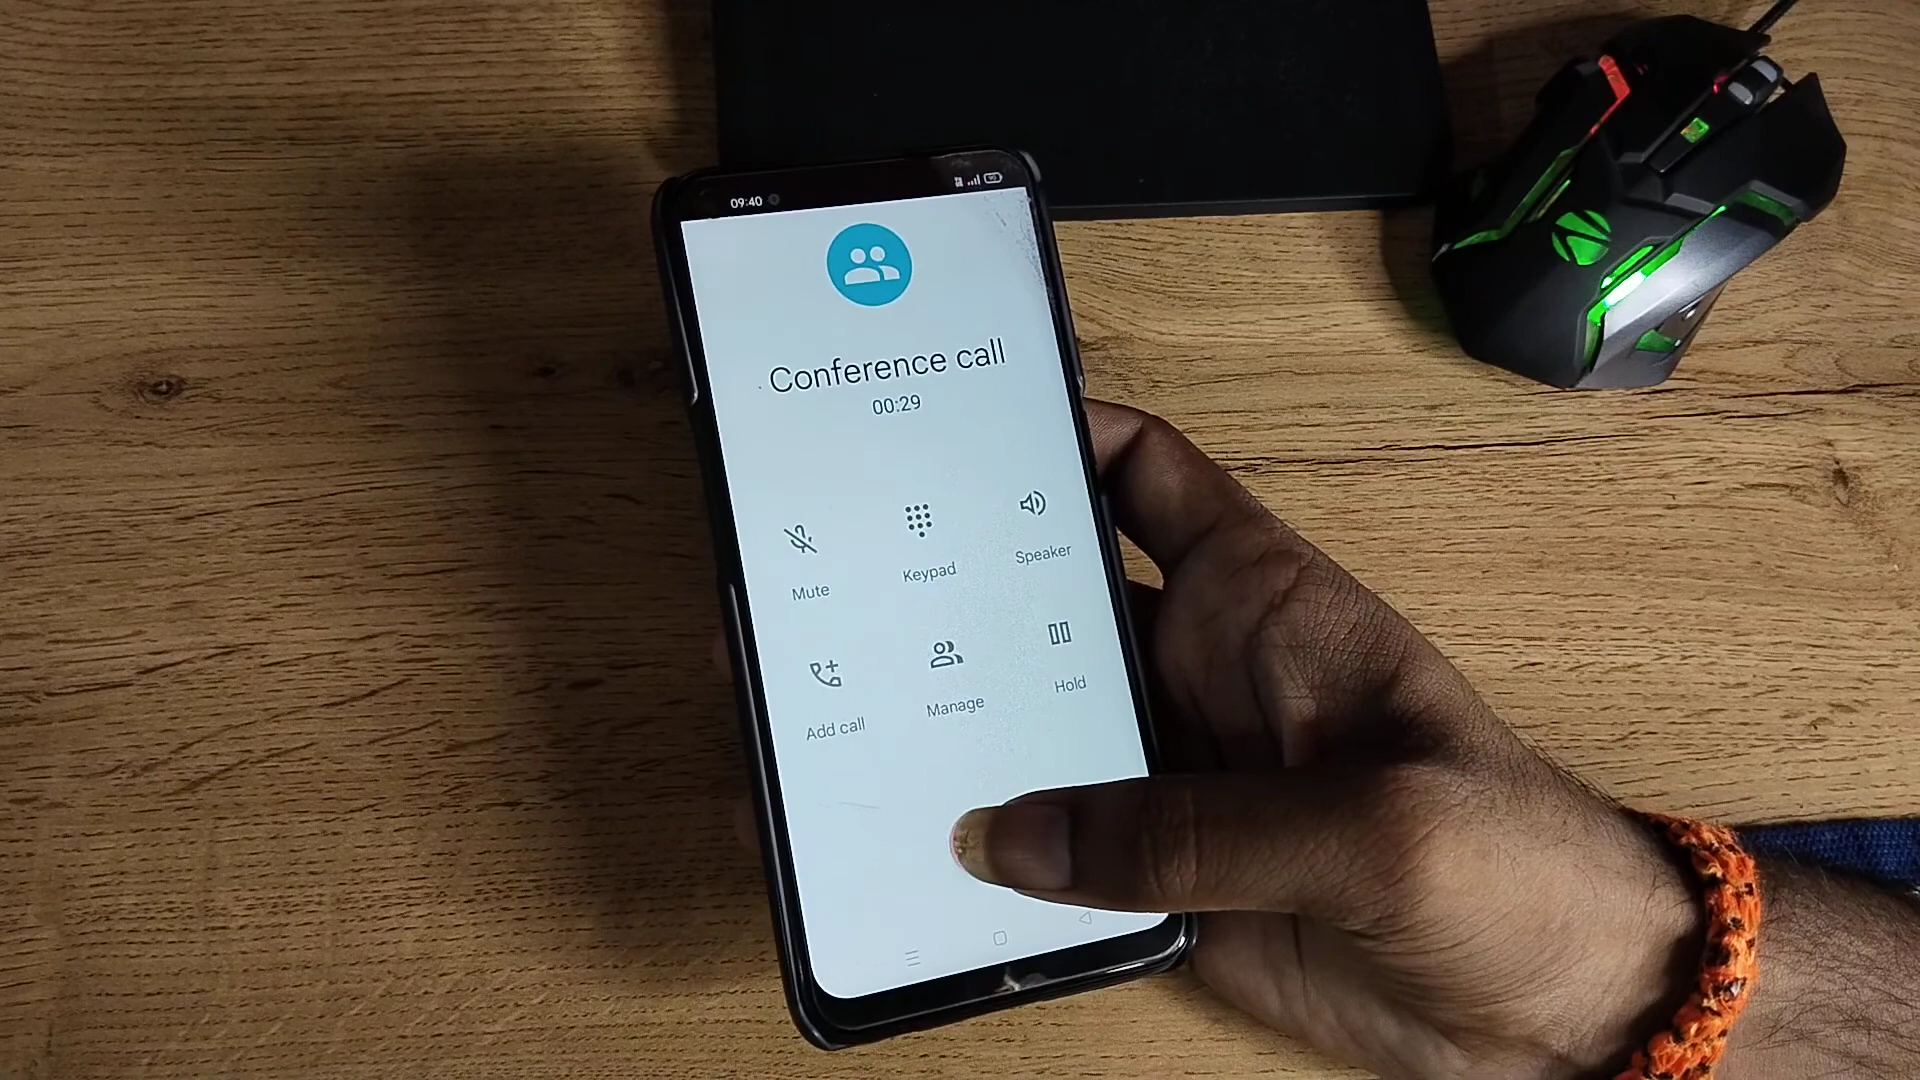 09:40
Conference call
00:29
Mute Keypad Speaker
Add call Manage Hold